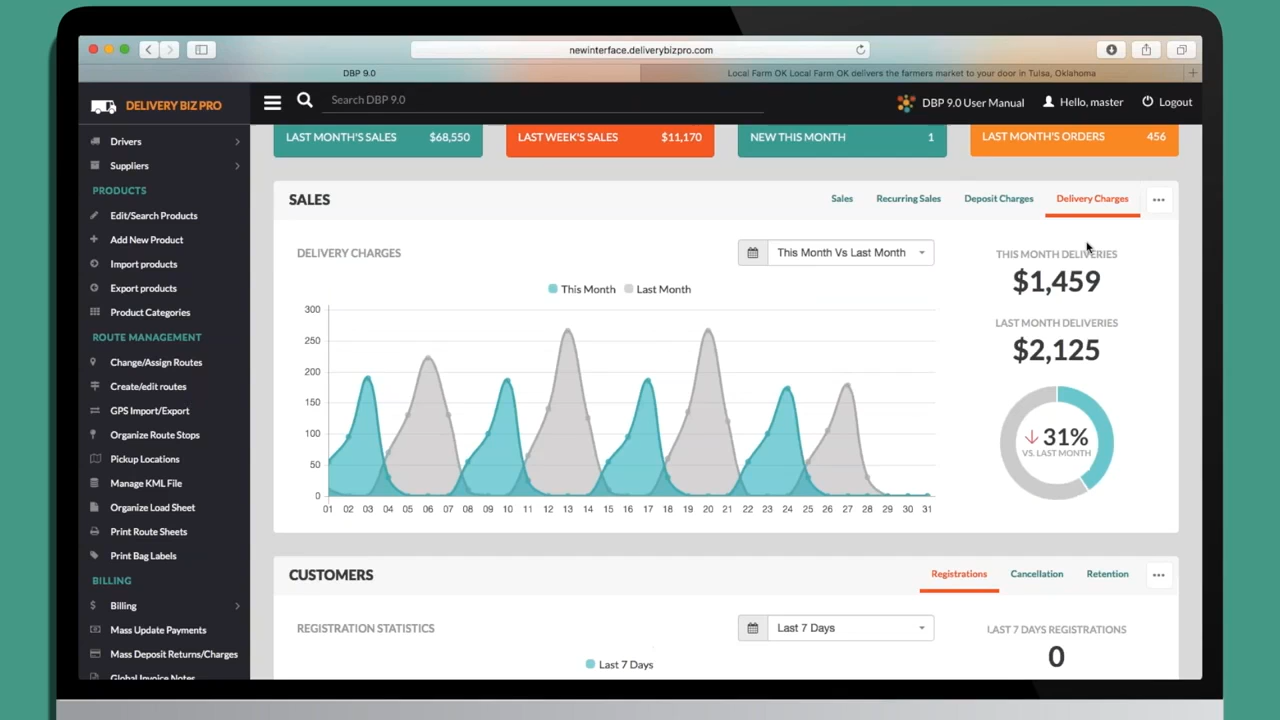 newinterface.deliverybizpro.com
DBP 9.0
Local Farm OK Local Farm OK delivers the farmers market to your door in Tulsa, Oklahoma
DELIVERY BIZ PRO
Search DBP 9.0
DBP 9.0 User Manual
Hello, master
Logout
Drivers
Suppliers
PRODUCTS
Edit/Search Products
Add New Product
Import products
Export products
Product Categories
ROUTE MANAGEMENT
Change/Assign Routes
Create/edit routes
GPS Import/Export
Organize Route Stops
Pickup Locations
Manage KML File
Organize Load Sheet
Print Route Sheets
Print Bag Labels
BILLING
Billing
Mass Update Payments
Mass Deposit Returns/Charges
Global Invoice Notes
LAST MONTH'S SALES $68,550
LAST WEEK'S SALES $11,170
NEW THIS MONTH 1
LAST MONTH'S ORDERS 456
SALES
Sales Recurring Sales Deposit Charges Delivery Charges
DELIVERY CHARGES
This Month Vs Last Month
This Month Last Month
300
250
200
150
100
50
0
01 02 03 04 05 06 07 08 09 10 11 12 13 14 15 16 17 18 19 20 21 22 23 24 25 26 27 28 29 30 31
THIS MONTH DELIVERIES
$1,459
LAST MONTH DELIVERIES
$2,125
31%
VS. LAST MONTH
CUSTOMERS
Registrations Cancellation Retention
REGISTRATION STATISTICS
Last 7 Days
Last 7 Days
LAST 7 DAYS REGISTRATIONS
0